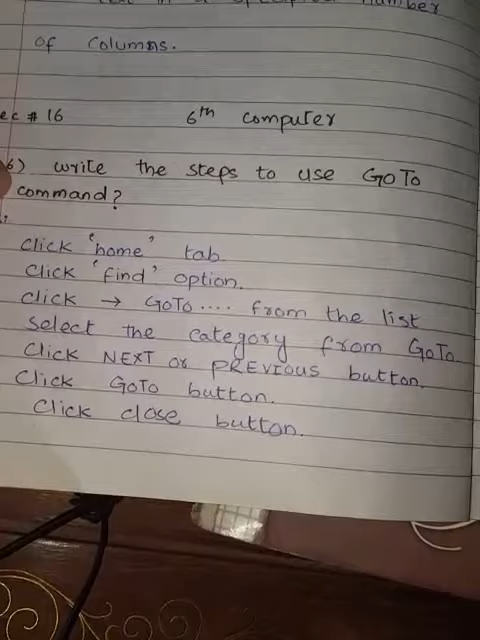 number
of columns.
ec # 16 6th computer
6) write the steps to use GOTO
command?
click 'home' tab
click 'find' option.
click → GOTO .... from the list
select the category from GOTO
click NEXT or PREVIOUS button.
click GOTO button.
click close button.